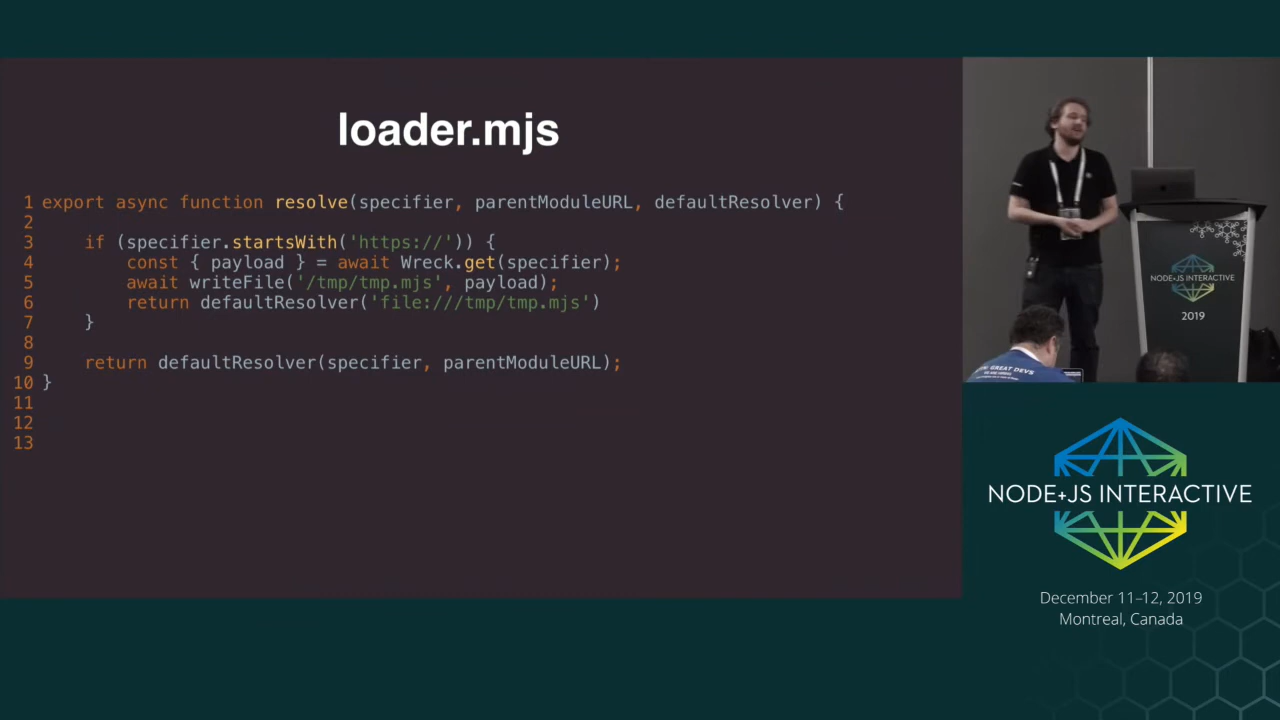 loader.mjs
1 export async function resolve(specifier, parentModuleURL, defaultResolver) {
2
3     if (specifier.startsWith('https://')) {
4         const { payload } = await Wreck.get(specifier);
5         await writeFile('/tmp/tmp.mjs', payload);
6         return defaultResolver('file:///tmp/tmp.mjs')
7     }
8
9     return defaultResolver(specifier, parentModuleURL);
10 }
11
12
13
NODE JS INTERACTIVE
2019
GREAT DEVS
NODE+JS INTERACTIVE
December 11–12, 2019
Montreal, Canada